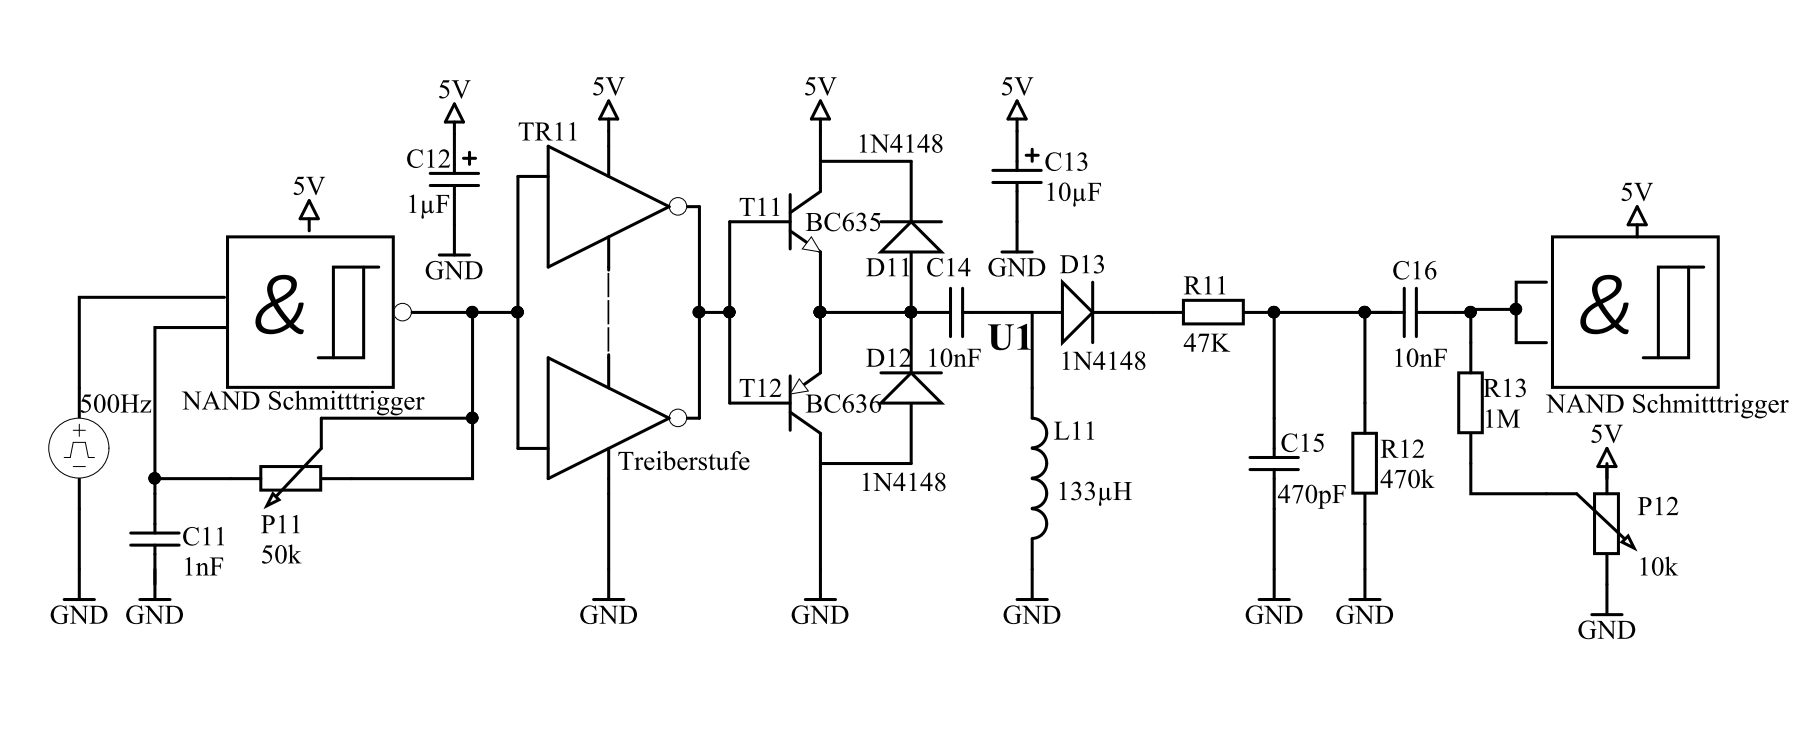 5V
5V
5V
5V
TR11
1N4148
C12 +
1µF
+ C13
10µF
5V
5V
T11
BC635
GND
D11
C14
GND
D13
C16
R11
&
&
U1
47K
D12
10nF
1N4148
10nF
500Hz
NAND Schmitttrigger
T12
BC636
R13
1M
NAND Schmitttrigger
5V
+
−
Treiberstufe
1N4148
L11
133µH
C15
470pF
R12
470k
P12
10k
P11
50k
C11
1nF
GND
GND
GND
GND
GND
GND
GND
GND